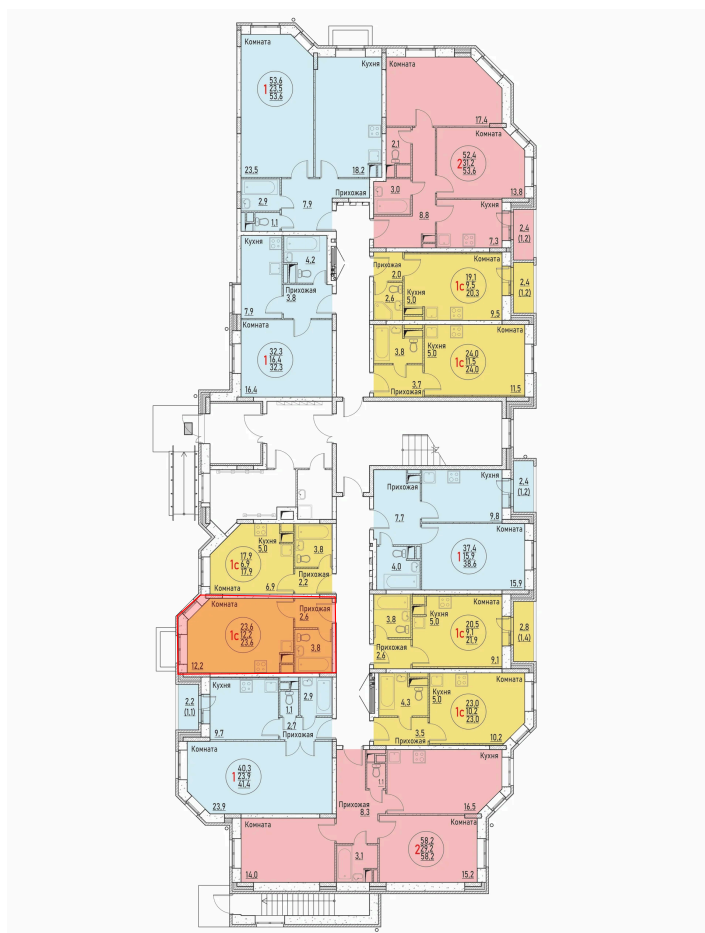 Комната
53,6
1 23,5
53,6
23,5
Кухня
18,2
Комната
17,4
2,1
Комната
52,4
2 31,2
53,6
13,8
3,0
2,9
7,9
Прихожая
1,1
8,8
Кухня
7,3
2,4
(1,2)
Кухня
4,2
Прихожая
3,8
7,9
Прихожая
2,0
2,6
Кухня
5,0
Комната
19,1
1с 9,5
20,3
9,5
2,4
(1,2)
Комната
32,3
1 16,4
32,3
16,4
3,8
Кухня
5,0
Комната
24,0
1с 11,5
24,0
11,5
3,7
Прихожая
Прихожая
7,7
Кухня
9,8
2,4
(1,2)
4,0
Комната
37,4
1 15,9
38,6
15,9
Кухня
5,0
17,9
1с 6,9
17,9
3,8
Прихожая
2,2
6,9
Комната
Комната
23,6
1с 12,2
23,6
12,2
Прихожая
2,6
3,8
3,8
Кухня
5,0
Комната
20,5
1с 9,1
21,9
9,1
Прихожая
2,6
2,8
(1,4)
2,2
(1,1)
Кухня
9,7
1,1
2,9
2,7
Прихожая
4,3
Кухня
5,0
Комната
23,0
1с 10,2
23,0
10,2
3,5
Прихожая
Комната
40,3
1 23,9
41,4
23,9
1,1
Кухня
16,5
Прихожая
8,3
Комната
14,0
3,1
58,2
2 29,2
58,2
Комната
15,2